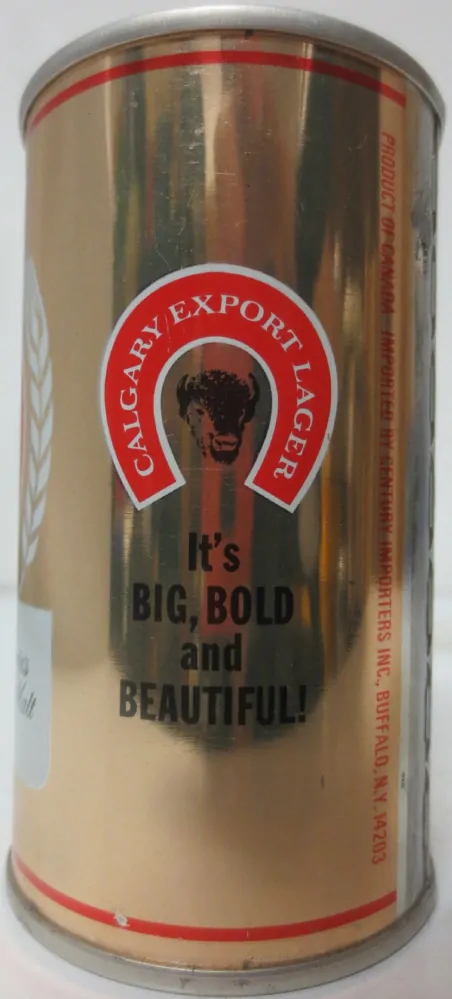 CALGARY EXPORT LAGER
It's
BIG, BOLD
and
BEAUTIFUL!
PRODUCT OF CANADA IMPORTED BY CENTURY IMPORTERS INC., BUFFALO, N.Y. 14203